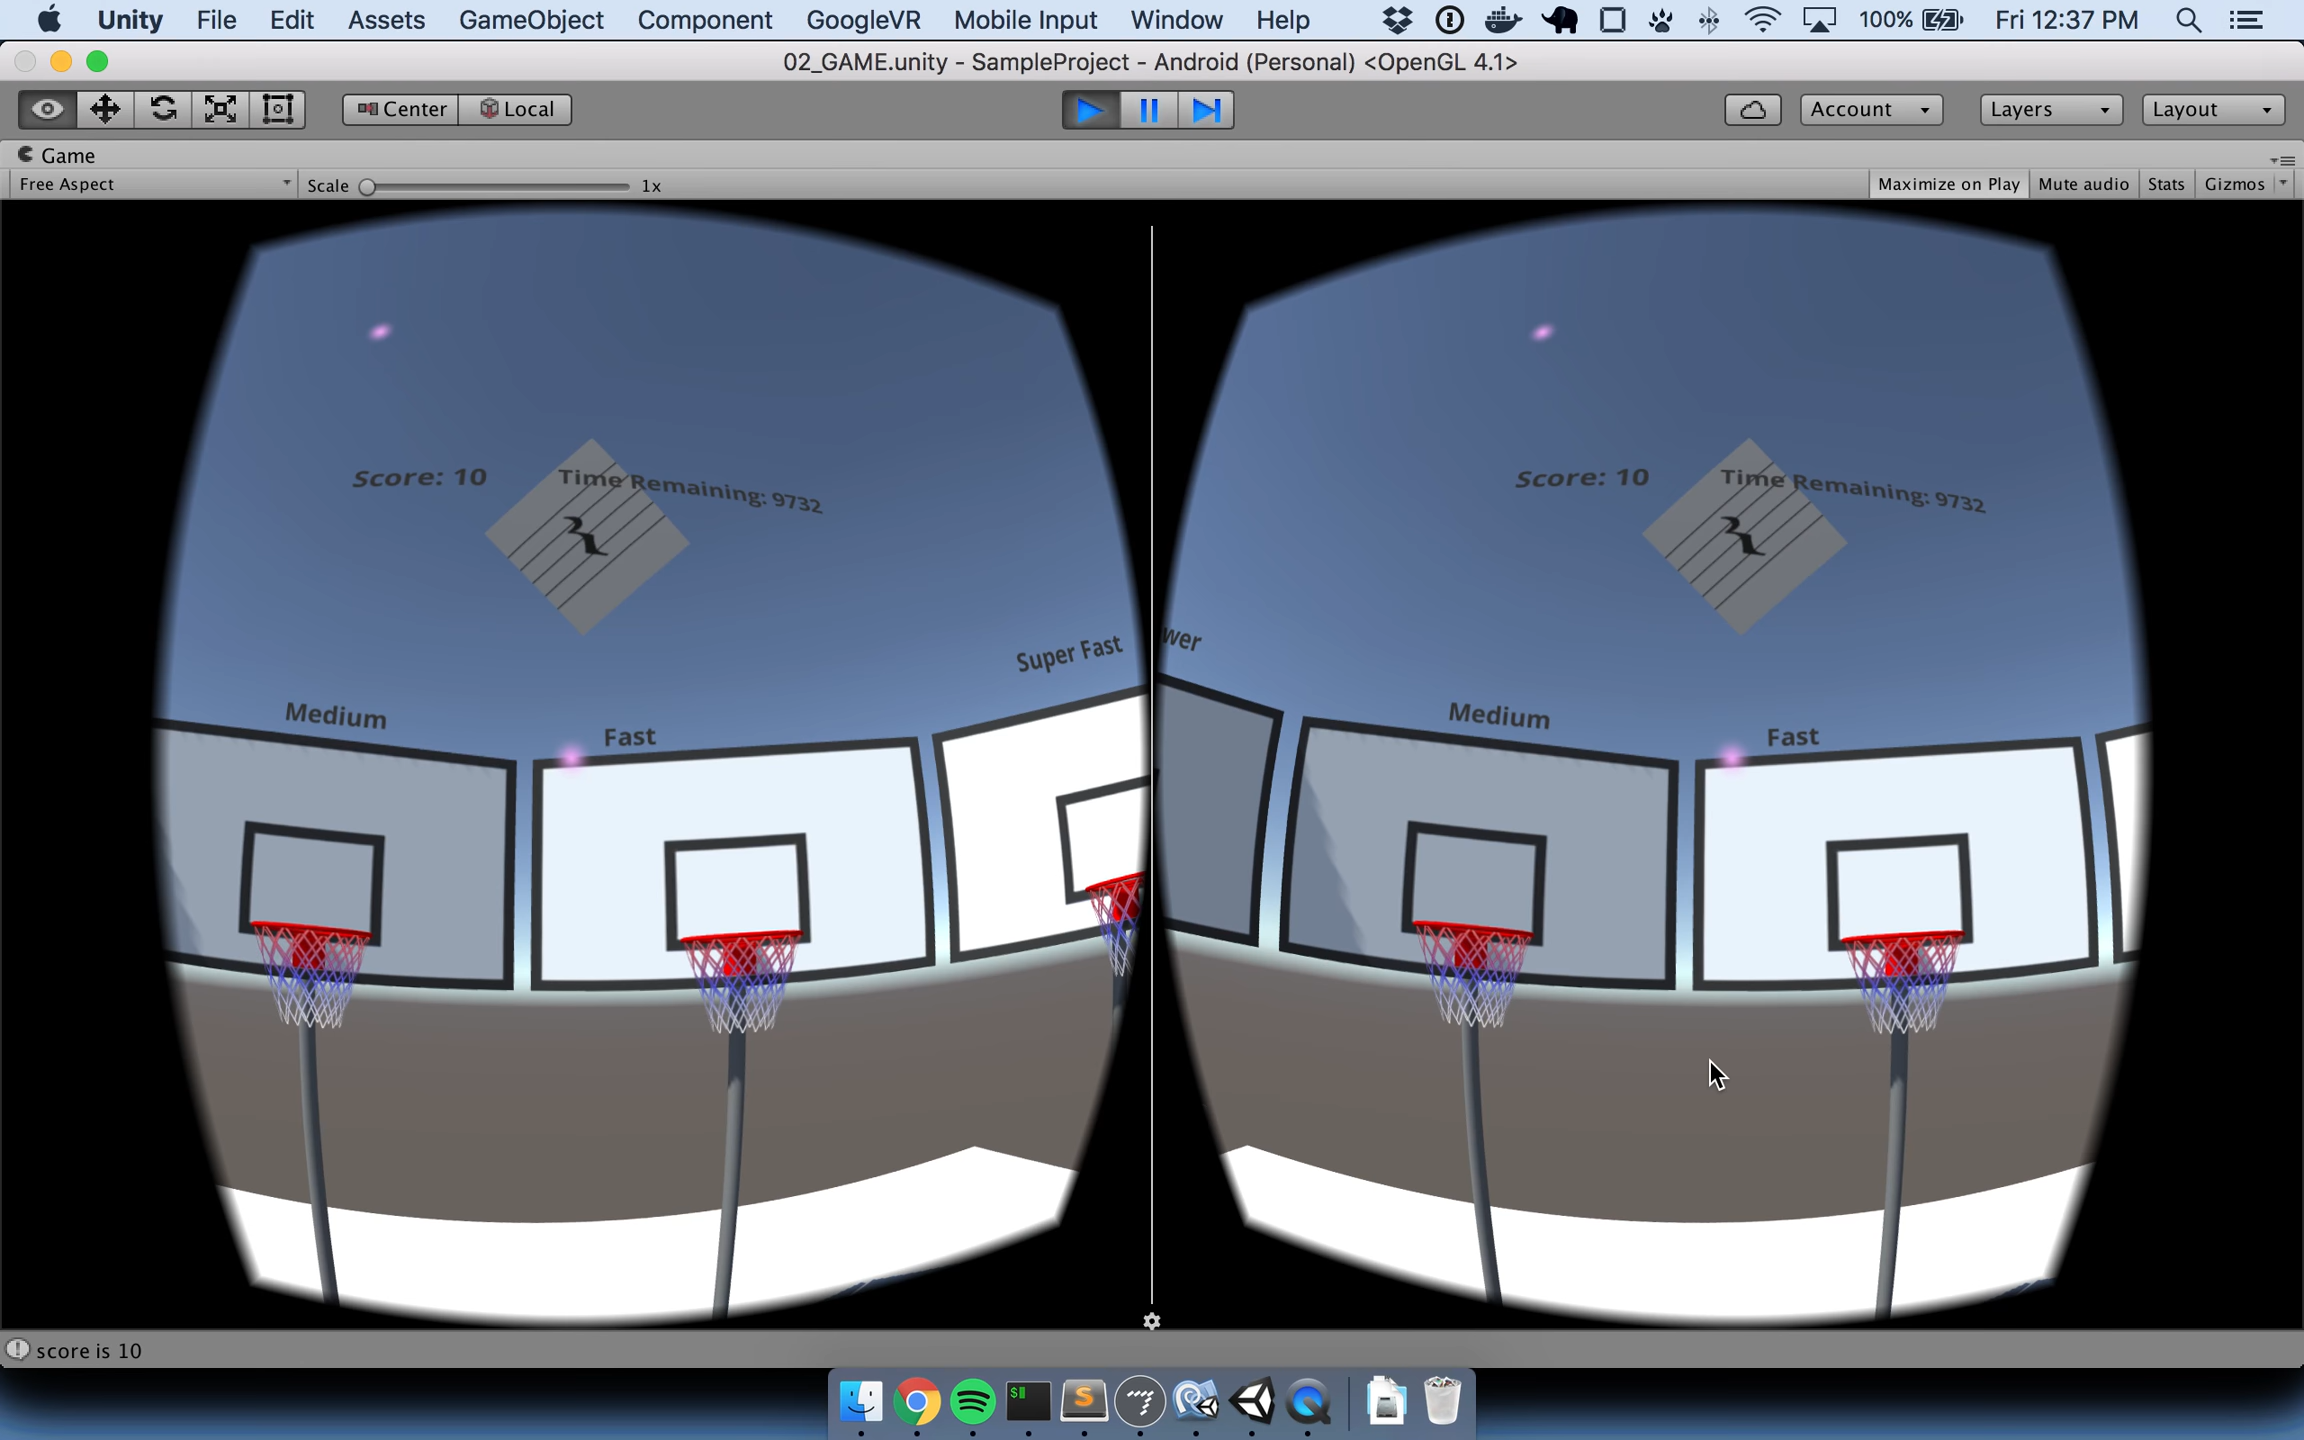 Unity File Edit Assets GameObject Component GoogleVR Mobile Input Window Help 100% Fri 12:37 PM
02_GAME.unity - SampleProject - Android (Personal) <OpenGL 4.1>
Center Local Account Layers Layout
Game
Free Aspect Scale 1x Maximize on Play Mute audio Stats Gizmos
Score: 10 Time Remaining: 9732
Super Fast
Medium
Fast
Score: 10 Time Remaining: 9732
wer
Medium
Fast
score is 10
$
S